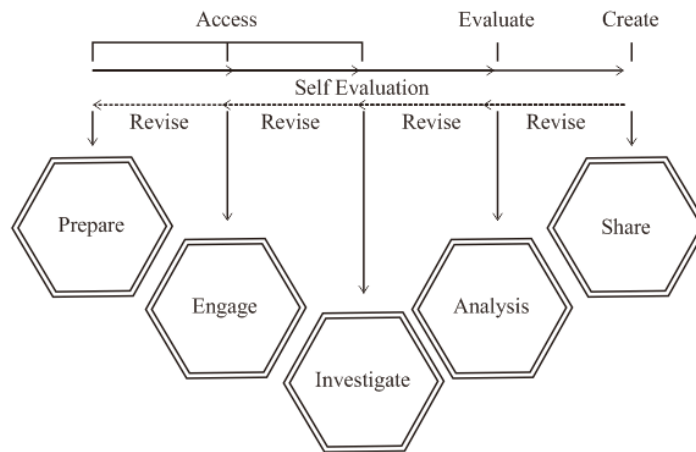 Access Evaluate Create
Self Evaluation
Revise Revise Revise Revise
Prepare
Share
Engage
Analysis
Investigate